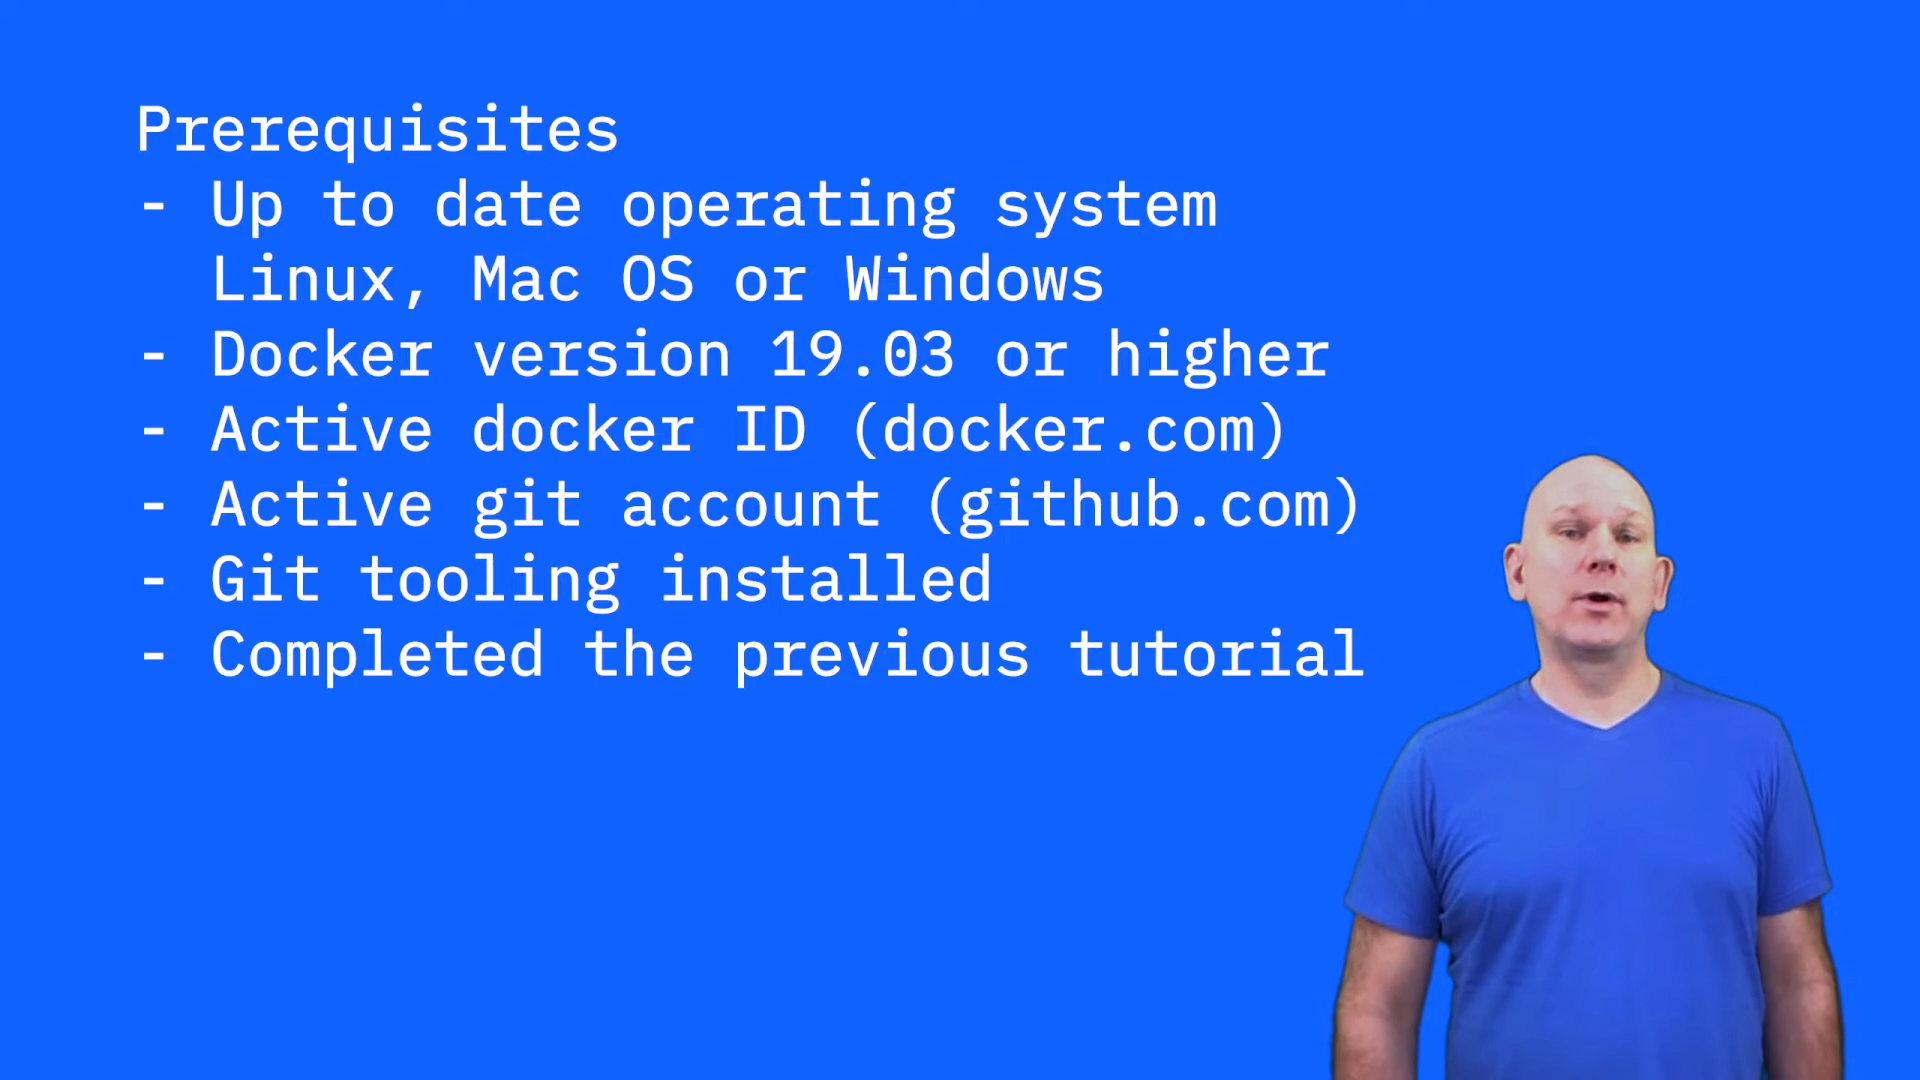 Prerequisites
- Up to date operating system
Linux, Mac OS or Windows
- Docker version 19.03 or higher
- Active docker ID (docker.com)
- Active git account (github.com)
- Git tooling installed
- Completed the previous tutorial